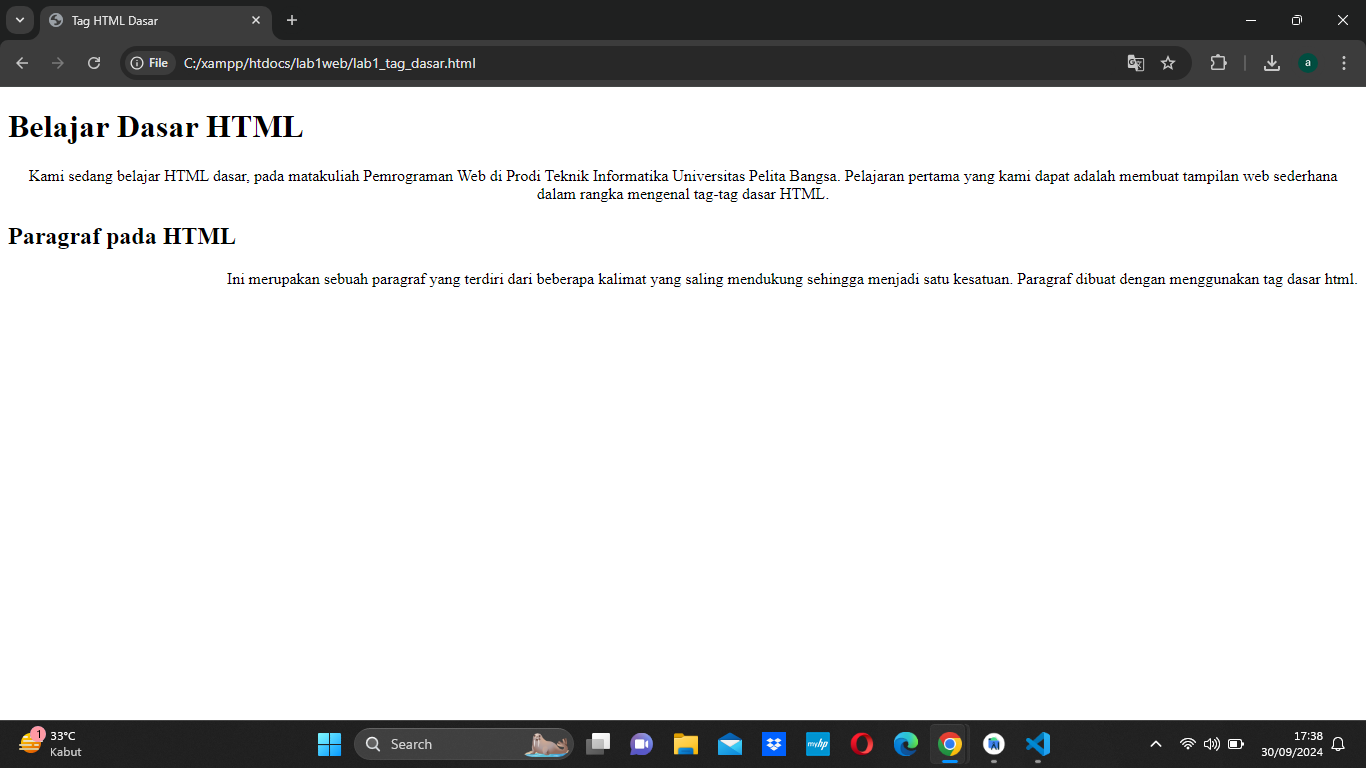 Tag HTML Dasar
File C:/xampp/htdocs/lab1web/lab1_tag_dasar.html
a
Belajar Dasar HTML
Kami sedang belajar HTML dasar, pada matakuliah Pemrograman Web di Prodi Teknik Informatika Universitas Pelita Bangsa. Pelajaran pertama yang kami dapat adalah membuat tampilan web sederhana
dalam rangka mengenal tag-tag dasar HTML.
Paragraf pada HTML
Ini merupakan sebuah paragraf yang terdiri dari beberapa kalimat yang saling mendukung sehingga menjadi satu kesatuan. Paragraf dibuat dengan menggunakan tag dasar html.
1
33°C
Kabut
Search
myhp
17:38
30/09/2024